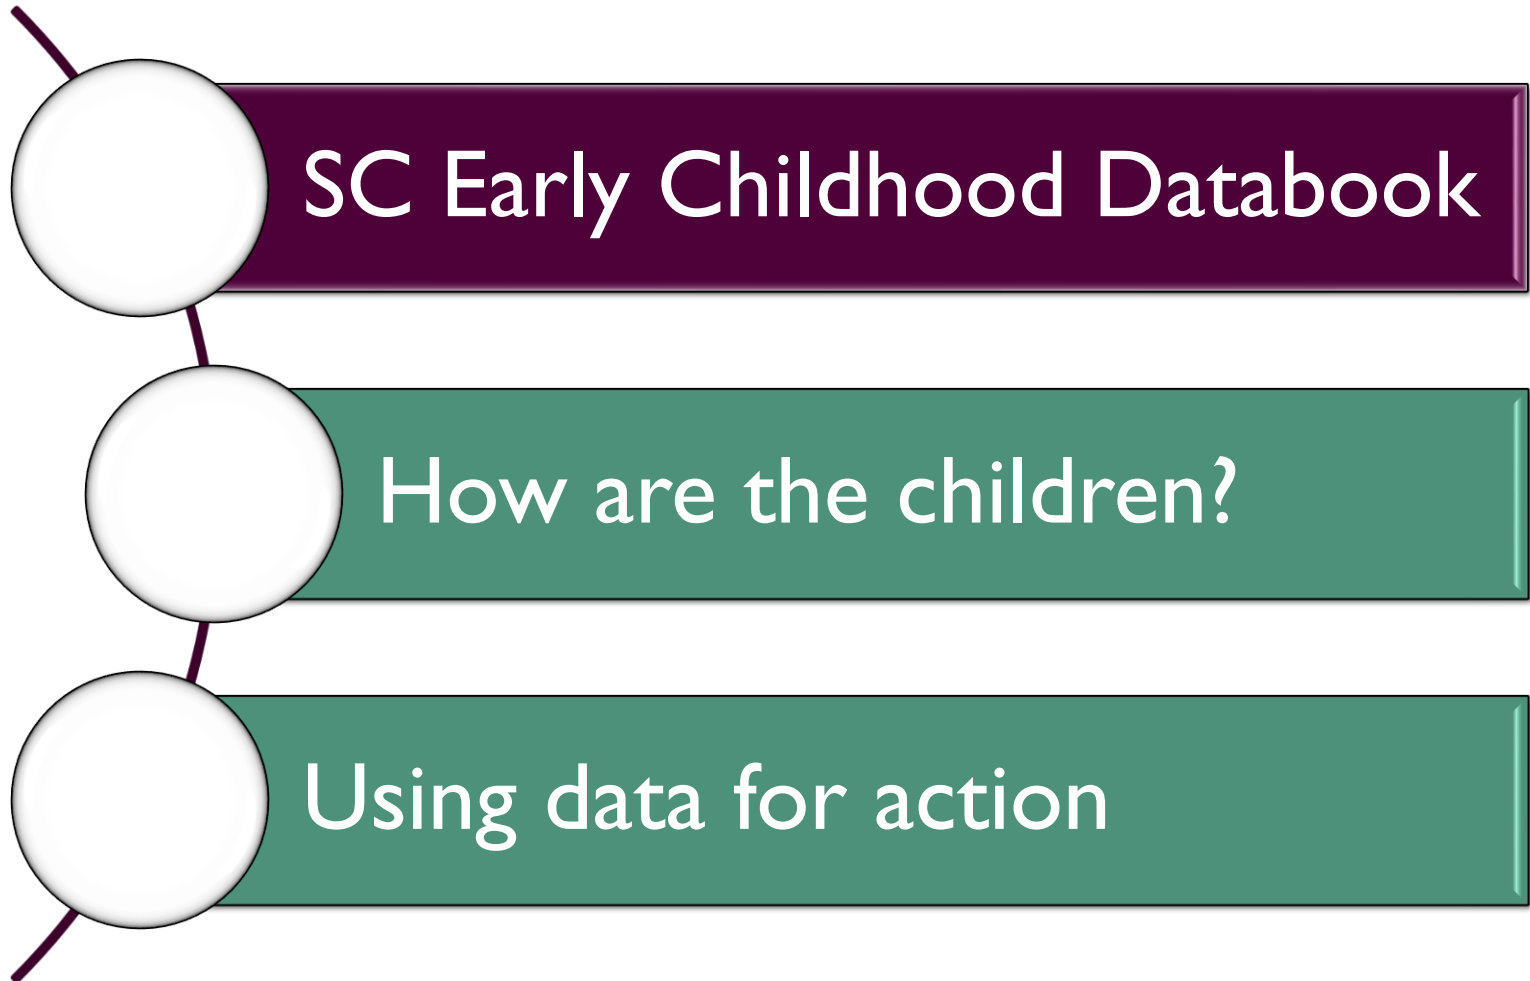 SC Early Childhood Databook
How are the children?
Using data for action